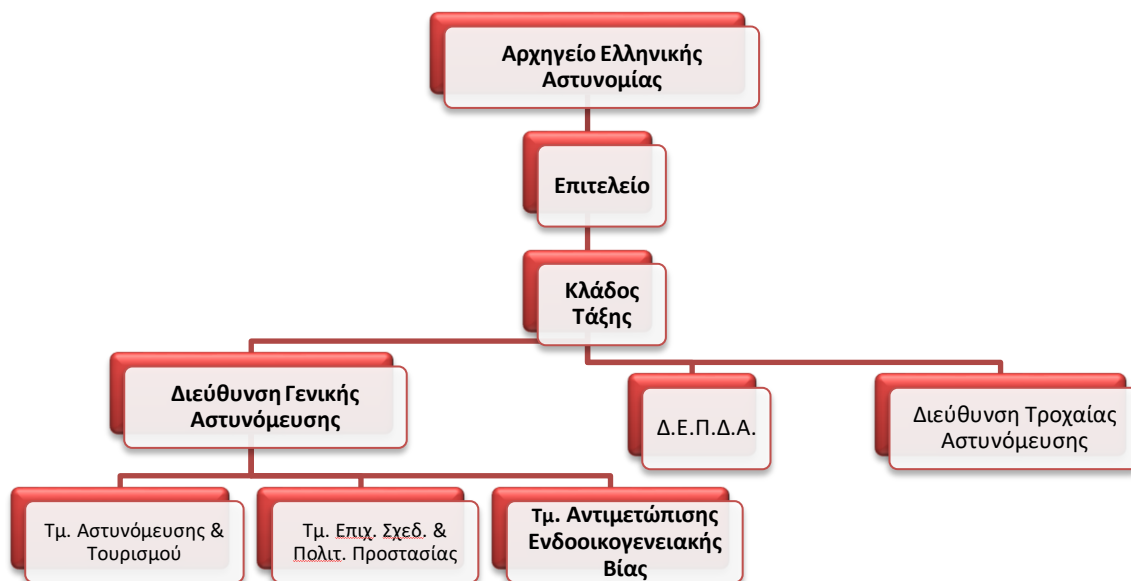 Αρχηγείο Ελληνικής
Αστυνομίας
Επιτελείο
Κλάδος
Τάξης
Διεύθυνση Γενικής
Αστυνόμευσης
Δ.Ε.Π.Δ.Α.
Διεύθυνση Τροχαίας
Αστυνόμευσης
Τμ. Αστυνόμευσης &
Τουρισμού
Τμ. Επιχ. Σχεδ. &
Πολιτ. Προστασίας
Τμ. Αντιμετώπισης
Ενδοοικογενειακής
Βίας